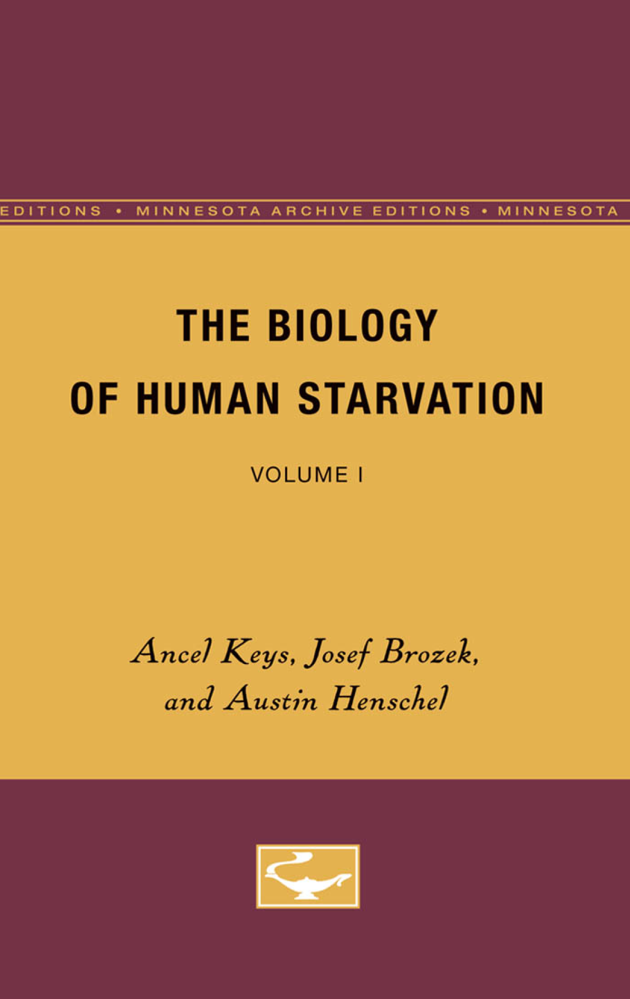 EDITIONS • MINNESOTA ARCHIVE EDITIONS • MINNESOTA
THE BIOLOGY
OF HUMAN STARVATION
VOLUME I
Ancel Keys, Josef Brozek,
and Austin Henschel